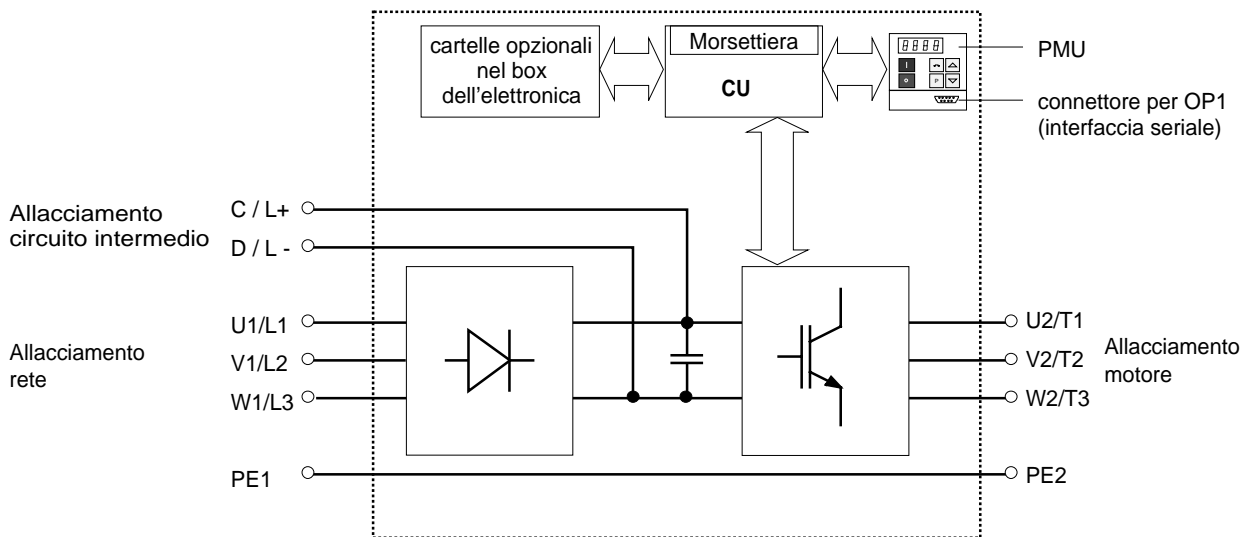 cartelle opzionali
nel box
dell'elettronica
Morsettiera
CU
8888
I
O
P
PMU
connettore per OP1
(interfaccia seriale)
Allacciamento
circuito intermedio
C / L+
D / L -
Allacciamento
rete
U1/L1
V1/L2
W1/L3
PE1
U2/T1
V2/T2
W2/T3
PE2
Allacciamento
motore